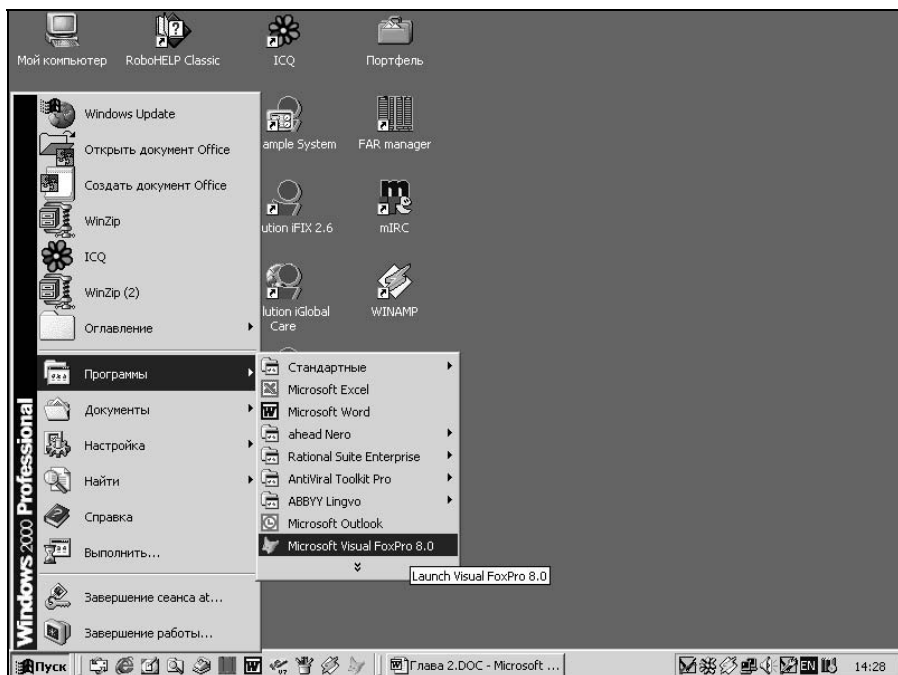 Мой компьютер
RoboHELP Classic
ICQ
Портфель
ample System
FAR manager
ution iFIX 2.6
mIRC
lution iGlobal
Care
WINAMP
Windows Update
Открыть документ Office
Создать документ Office
WinZip
ICQ
WinZip (2)
Оглавление
Программы
Документы
Настройка
Найти
Справка
Выполнить...
Завершение сеанса at...
Завершение работы...
Windows 2000 Professional
Стандартные
Microsoft Excel
Microsoft Word
ahead Nero
Rational Suite Enterprise
AntiViral Toolkit Pro
ABBYY Lingvo
Microsoft Outlook
Microsoft Visual FoxPro 8.0
Launch Visual FoxPro 8.0
Пуск
Глава 2.DOC - Microsoft ...
EN
14:28